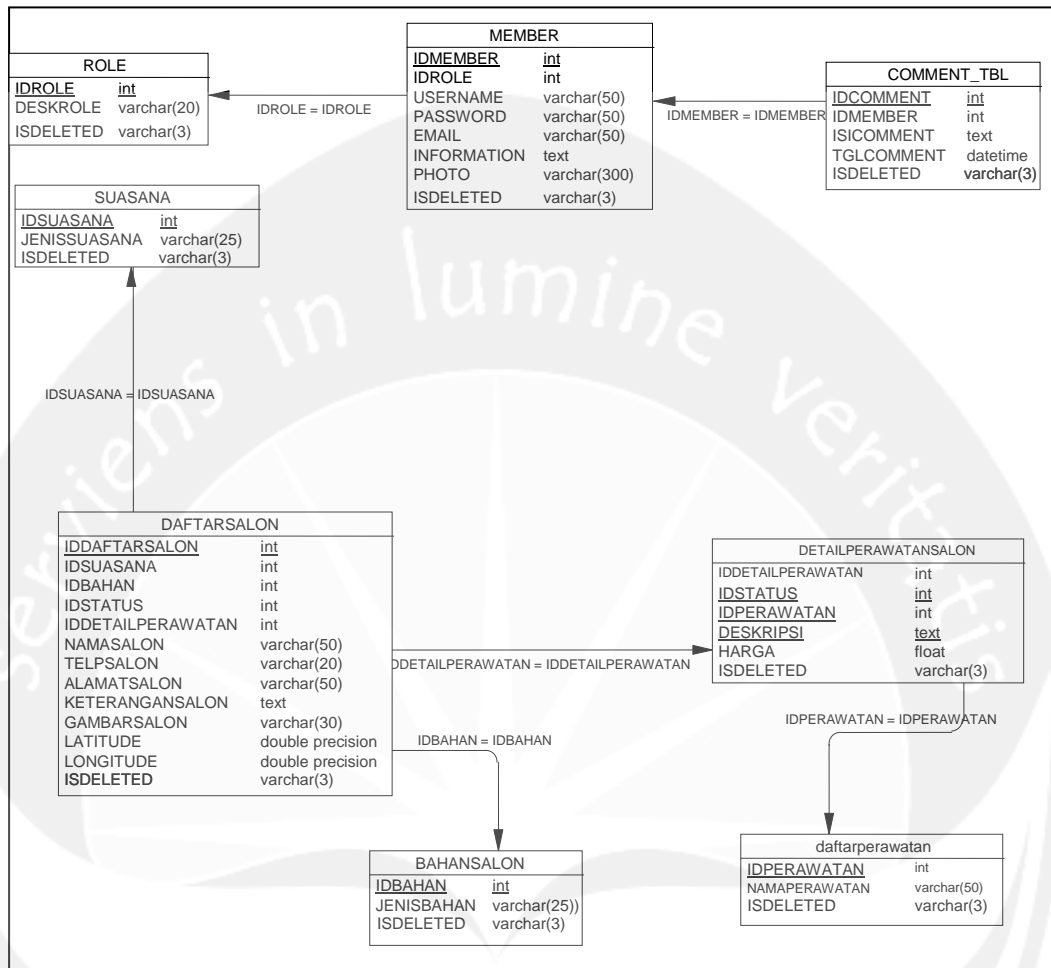 MEMBER
IDMEMBER int
IDROLE int
USERNAME varchar(50)
PASSWORD varchar(50)
EMAIL varchar(50)
INFORMATION text
PHOTO varchar(300)
ISDELETED varchar(3)
ROLE
IDROLE int
DESKROLE varchar(20)
ISDELETED varchar(3)
IDROLE = IDROLE
COMMENT_TBL
IDCOMMENT int
IDMEMBER int
ISICOMMENT text
TGLCOMMENT datetime
ISDELETED varchar(3)
IDMEMBER = IDMEMBER
SUASANA
IDSUASANA int
JENISSUASANA varchar(25)
ISDELETED varchar(3)
IDSUASANA = IDSUASANA
serviens in lumine veritatis
DAFTARSALON
IDDAFTARSALON int
IDSUASANA int
IDBAHAN int
IDSTATUS int
IDDETAILPERAWATAN int
NAMASALON varchar(50)
TELPSALON varchar(20)
ALAMATSALON varchar(50)
KETERANGANSALON text
GAMBARSALON varchar(30)
LATITUDE double precision
LONGITUDE double precision
ISDELETED varchar(3)
DDETAILPERAWATAN = IDDETAILPERAWATAN
DETAILPERAWATANSALON
IDDETAILPERAWATAN int
IDSTATUS int
IDPERAWATAN int
DESKRIPSI text
HARGA float
ISDELETED varchar(3)
IDPERAWATAN = IDPERAWATAN
IDBAHAN = IDBAHAN
BAHANSALON
IDBAHAN int
JENISBAHAN varchar(25))
ISDELETED varchar(3)
daftarperawatan
IDPERAWATAN int
NAMAPERAWATAN varchar(50)
ISDELETED varchar(3)